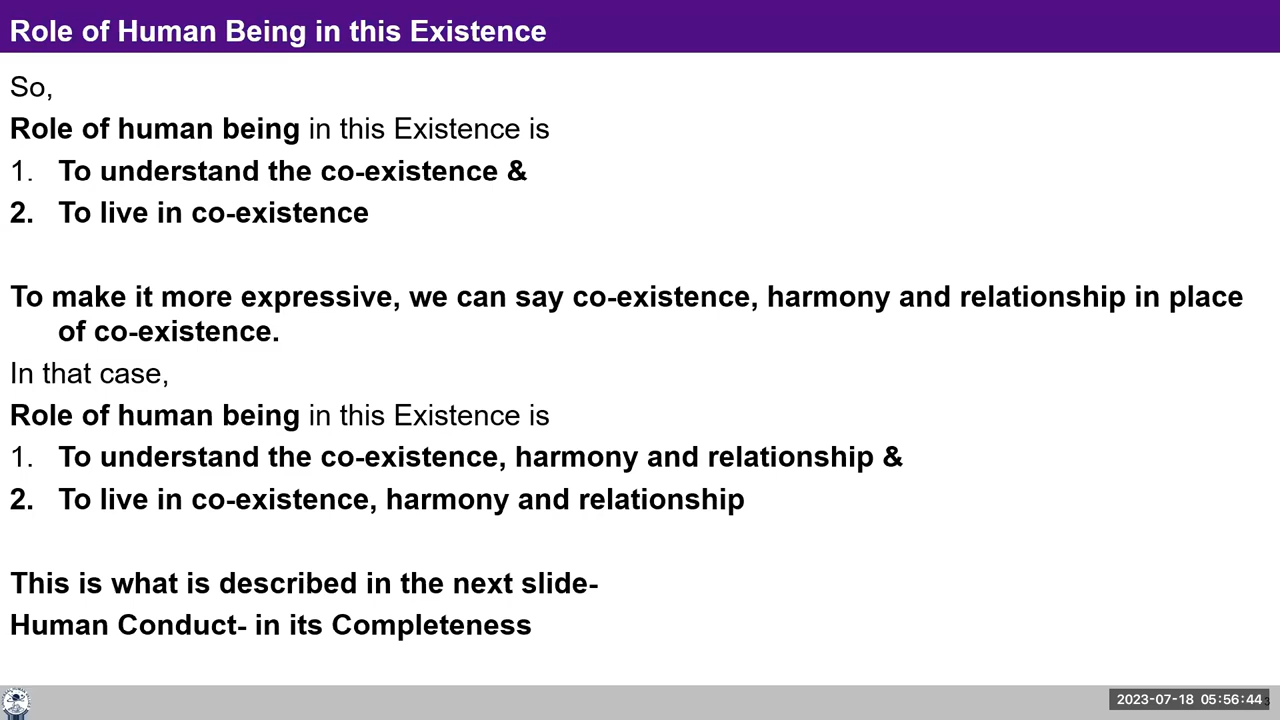 Role of Human Being in this Existence
So,
Role of human being in this Existence is
1. To understand the co-existence &
2. To live in co-existence
To make it more expressive, we can say co-existence, harmony and relationship in place
of co-existence.
In that case,
Role of human being in this Existence is
1. To understand the co-existence, harmony and relationship &
2. To live in co-existence, harmony and relationship
This is what is described in the next slide-
Human Conduct- in its Completeness
2023-07-18 05:56:44